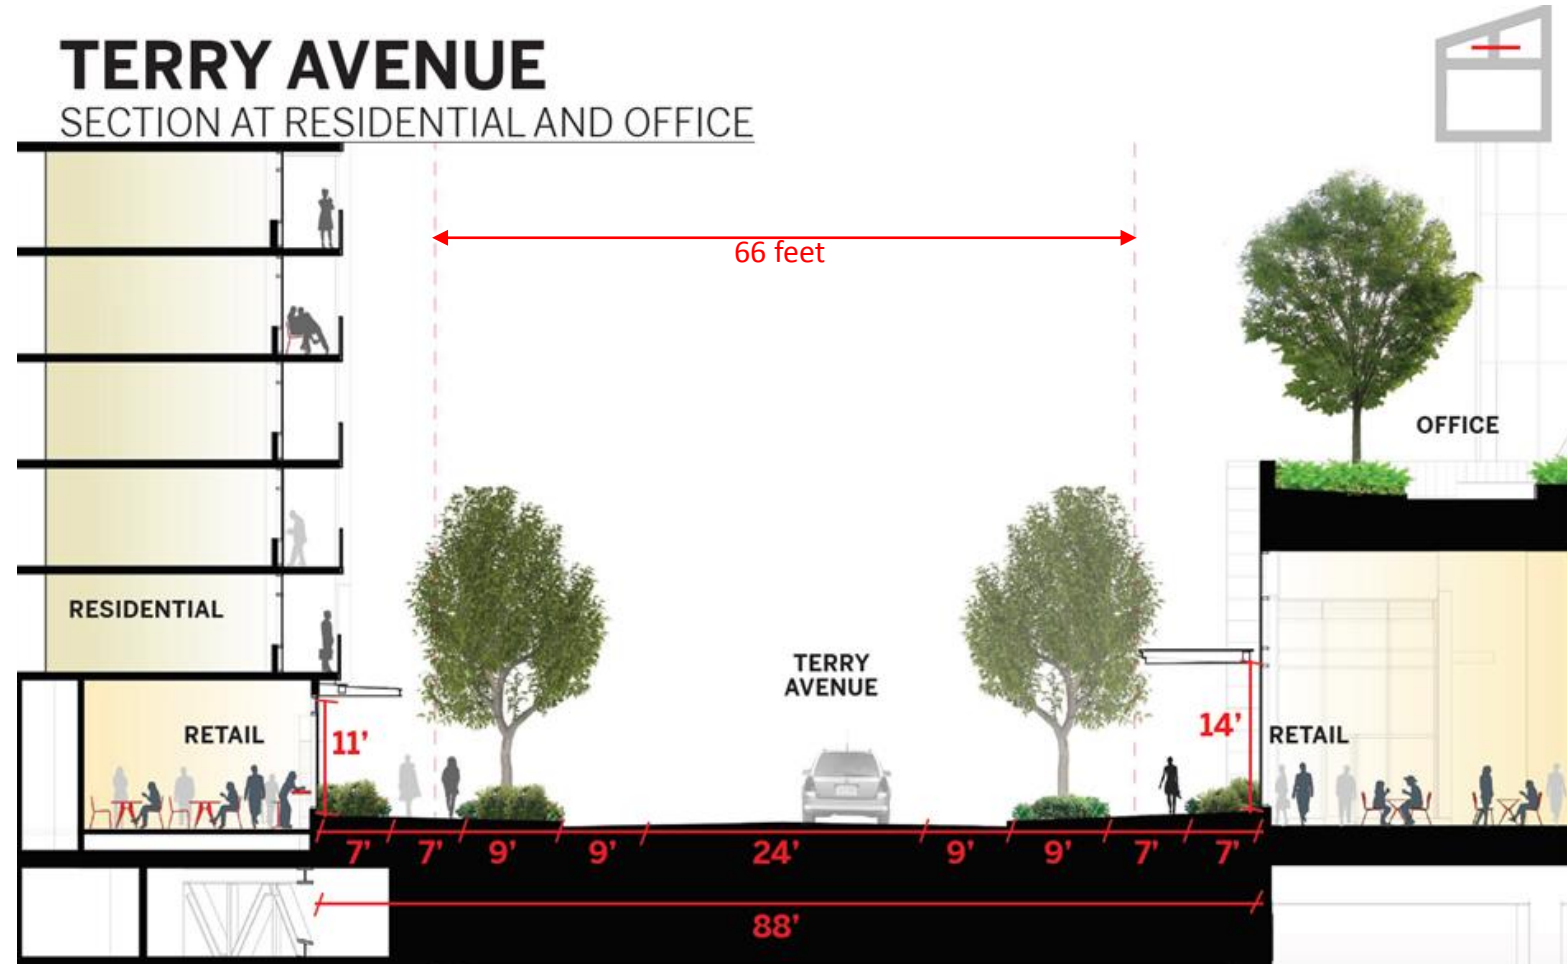 TERRY AVENUE
SECTION AT RESIDENTIAL AND OFFICE
66 feet
OFFICE
RESIDENTIAL
TERRY
AVENUE
RETAIL
11’
14’
RETAIL
7’ 7’ 9’ 9’ 24’ 9’ 9’ 7’ 7’
88’